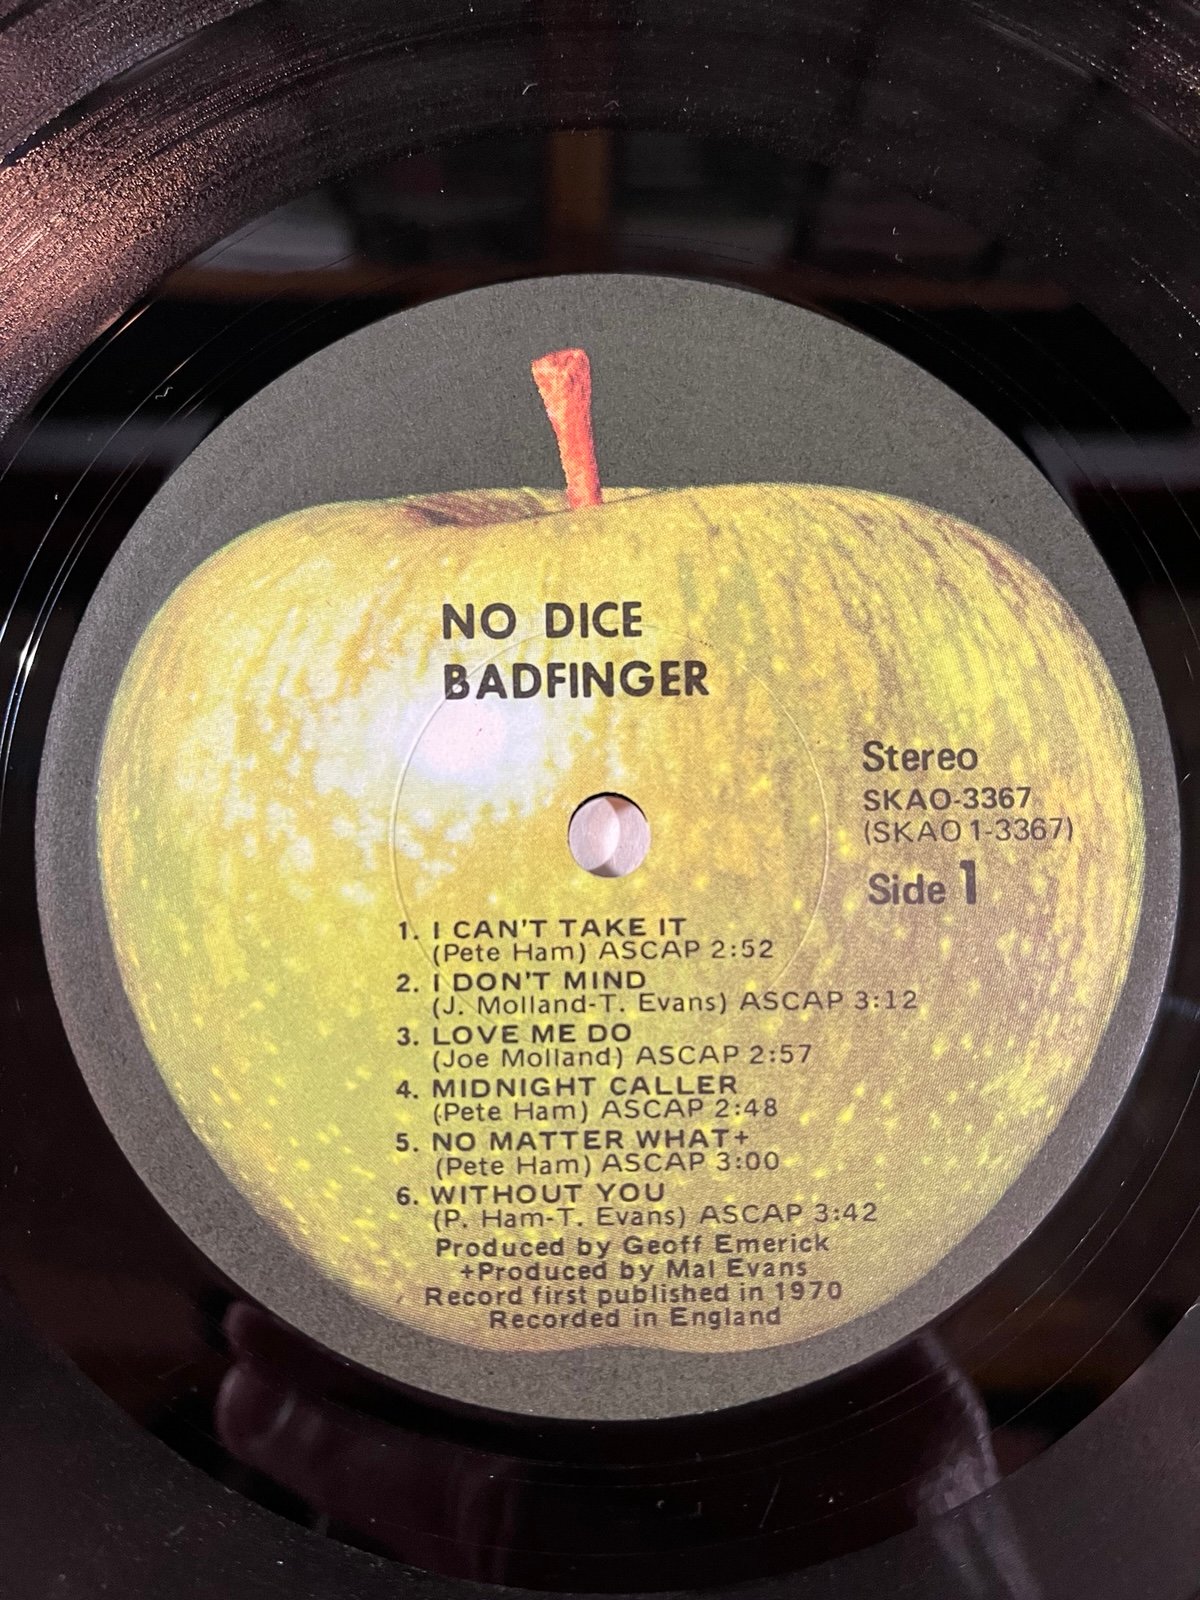 NO DICE
BADFINGER
Stereo
SKAO-3367
(SKAO 1-3367)
Side 1
1. I CAN'T TAKE IT
(Pete Ham) ASCAP 2:52
2. I DON'T MIND
(J. Molland-T. Evans) ASCAP 3:12
3. LOVE ME DO
(Joe Molland) ASCAP 2:57
4. MIDNIGHT CALLER
(Pete Ham) ASCAP 2:48
5. NO MATTER WHAT+
(Pete Ham) ASCAP 3:00
6. WITHOUT YOU
(P. Ham-T. Evans) ASCAP 3:42
Produced by Geoff Emerick
+Produced by Mal Evans
Record first published in 1970
Recorded in England